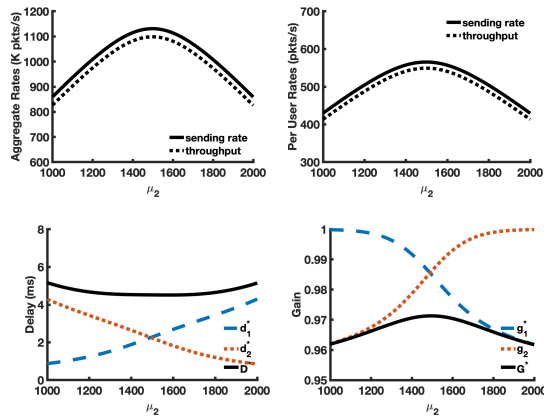 Aggregate Rates (K pkts/s)
1200
1100
1000
900
800
700
600
sending rate
throughput
1000 1200 1400 1600 1800 2000
μ2
Per User Rates (pkts/s)
700
600
500
400
300
sending rate
throughput
1000 1200 1400 1600 1800 2000
μ2
Delay (ms)
8
6
4
2
0
d1*
d2*
D*
1000 1200 1400 1600 1800 2000
μ2
Gain
1
0.99
0.98
0.97
0.96
0.95
g1*
g2
G*
1000 1200 1400 1600 1800 2000
μ2